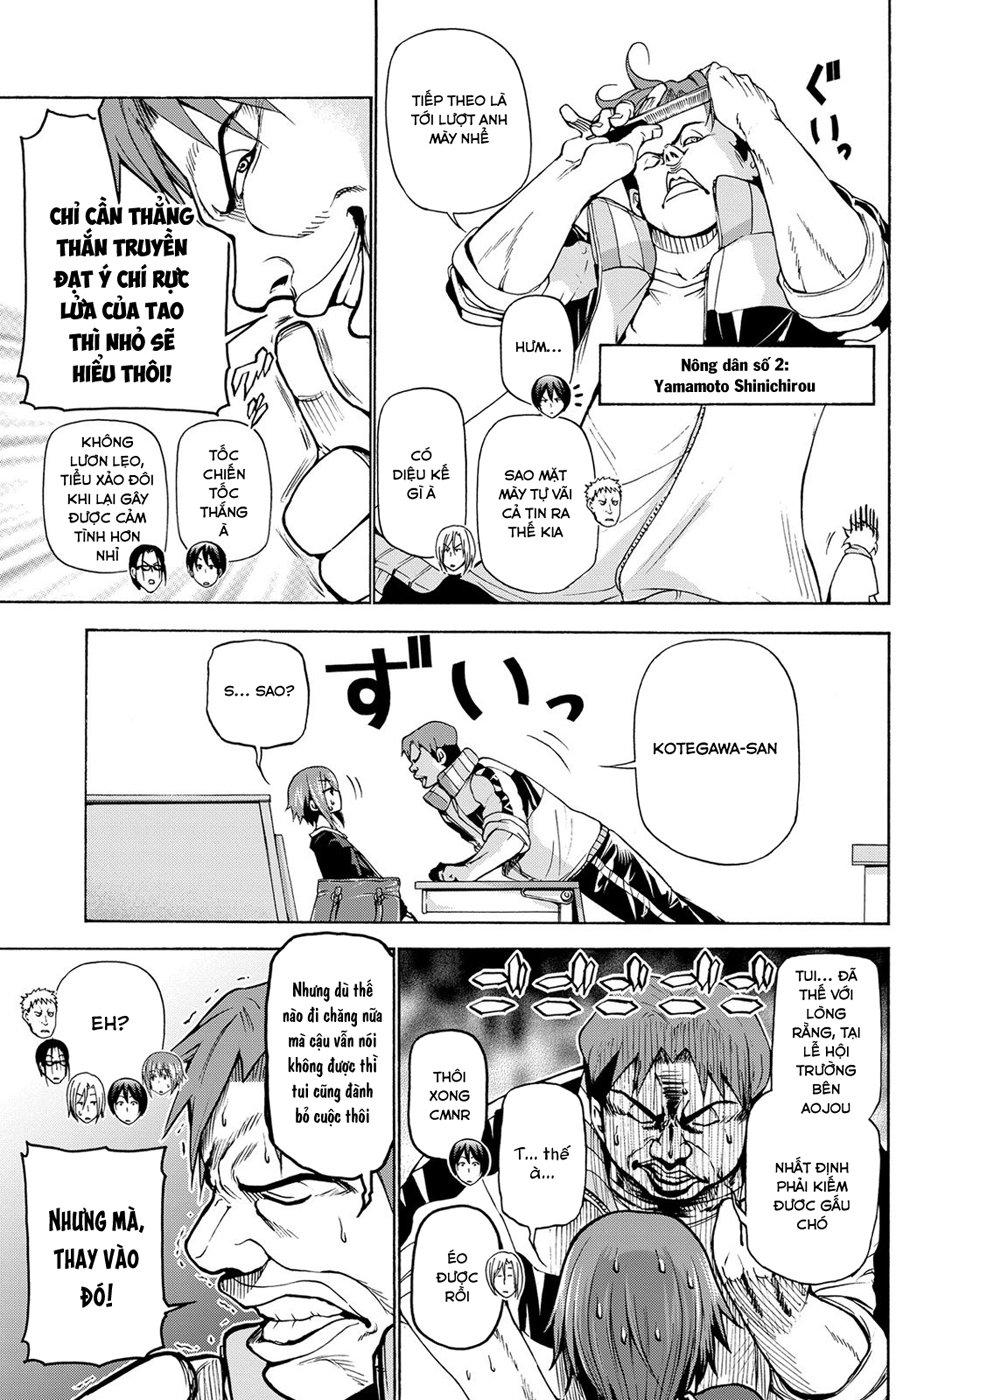 TIẾP THEO LÀ
TỚI LƯỢT ANH
MÀY NHỂ
ぐいっ
Nông dân số 2:
Yamamoto Shinichirou
HƯM...
SAO MẶT
MÀY TỰ VÃI
CẢ TIN RA
THẾ KIA
CÓ
DIỆU KẾ
GÌ À
CHỈ CẦN THẲNG
THẮN TRUYỀN
ĐẠT Ý CHÍ RỰC
LỬA CỦA TAO
THÌ NHỎ SẼ
HIỂU THÔI!
TỐC
CHIẾN
TỐC
THẮNG
À
KHÔNG
LƯƠN LẸO,
TIỂU XẢO ĐÔI
KHI LẠI GÂY
ĐƯỢC CẢM
TÌNH HƠN
NHỈ
KOTEGAWA-SAN
ずいっ
S... SAO?
TUI... ĐÃ
THỀ VỚI
LÒNG
RẰNG, TẠI
LỄ HỘI
TRƯỜNG
BÊN
AOJOU
NHẤT ĐỊNH
PHẢI KIẾM
ĐƯƠC GẤU
CHÓ
T... thế
à...
THÔI
XONG
CMNR
ÉO
ĐƯỢC
RỒI
Nhưng dù thế
nào đi chăng nữa
mà cậu vẫn nói
không được thì
tui cũng đành
bỏ cuộc thôi
EH?
NHƯNG MÀ,
THAY VÀO
ĐÓ!